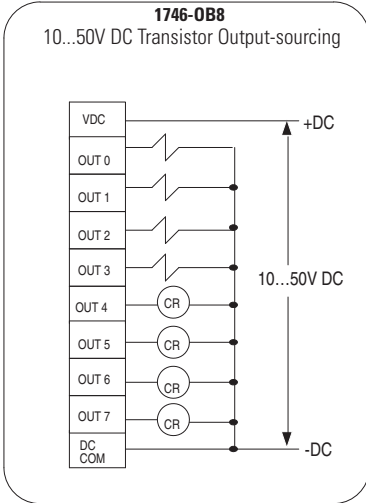 1746-OB8
10...50V DC Transistor Output-sourcing
VDC
+DC
OUT 0
OUT 1
OUT 2
OUT 3
10...50V DC
OUT 4
CR
OUT 5
CR
OUT 6
CR
OUT 7
CR
DC
COM
-DC